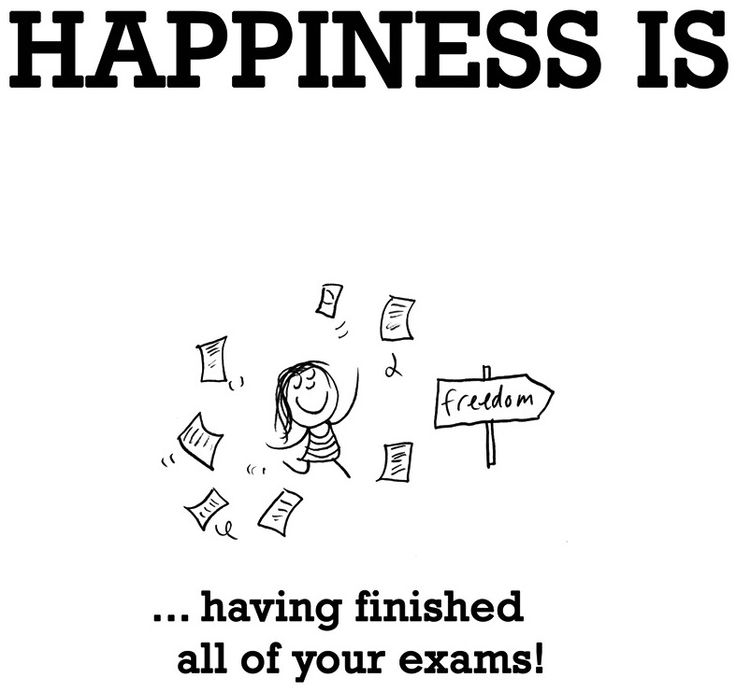 HAPPINESS IS
freedom
... having finished
all of your exams!